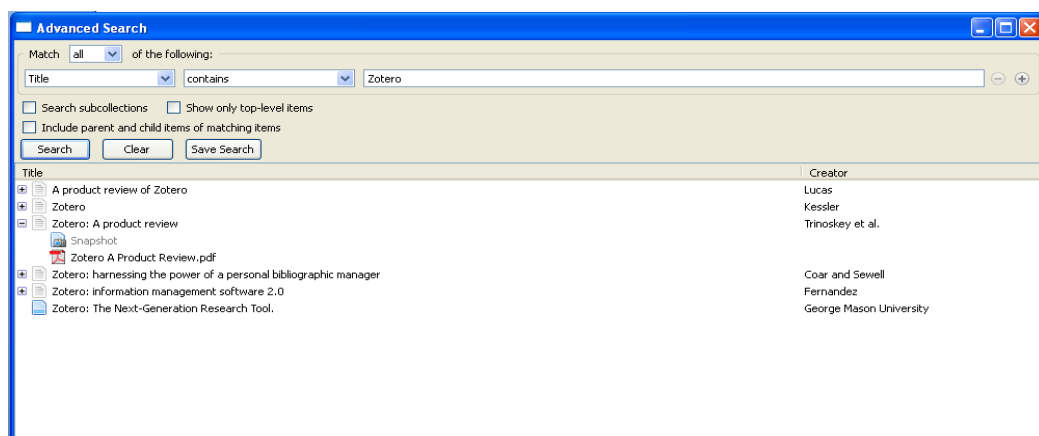 Advanced Search
Match all of the following:
Title contains Zotero
Search subcollections Show only top-level items
Include parent and child items of matching items
Search Clear Save Search
Title Creator
A product review of Zotero Lucas
Zotero Kessler
Zotero: A product review Trinoskey et al.
Snapshot
Zotero A Product Review.pdf
Zotero: harnessing the power of a personal bibliographic manager Coar and Sewell
Zotero: information management software 2.0 Fernandez
Zotero: The Next-Generation Research Tool. George Mason University